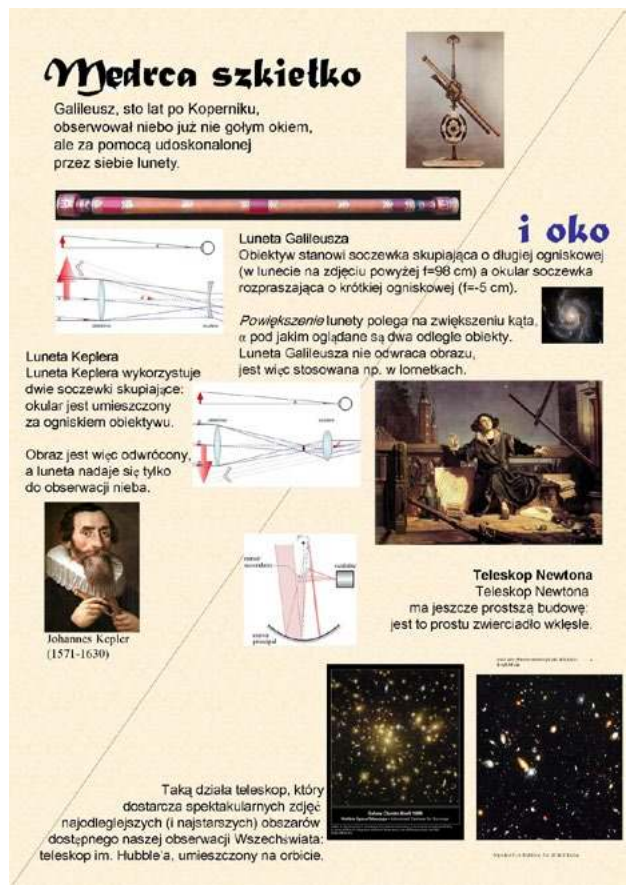 Mędrca szkiełko
Galileusz, sto lat po Koperniku,
obserwował niebo już nie gołym okiem,
ale za pomocą udoskonalonej
przez siebie lunety.
i oko
Luneta Galileusza
Obiektyw stanowi soczewka skupiająca o długiej ogniskowej
(w lunecie na zdjęciu powyżej f=98 cm) a okular soczewka
rozpraszająca o krótkiej ogniskowej (f=-5 cm).
Powiększenie lunety polega na zwiększeniu kąta,
α pod jakim oglądane są dwa odległe obiekty.
Luneta Galileusza nie odwraca obrazu,
jest więc stosowana np. w lornetkach.
Luneta Keplera
Luneta Keplera wykorzystuje
dwie soczewki skupiające:
okular jest umieszczony
za ogniskiem obiektywu.
Obraz jest więc odwrócony,
a luneta nadaje się tylko
do obserwacji nieba.
Johannes Kepler
(1571-1630)
Teleskop Newtona
Teleskop Newtona
ma jeszcze prostszą budowę:
jest to prostu zwierciadło wklęsłe.
Taką działa teleskop, który
dostarcza spektakularnych zdjęć
najodleglejszych (i najstarszych) obszarów
dostępnego naszej obserwacji Wszechświata:
teleskop im. Hubble'a, umieszczony na orbicie.